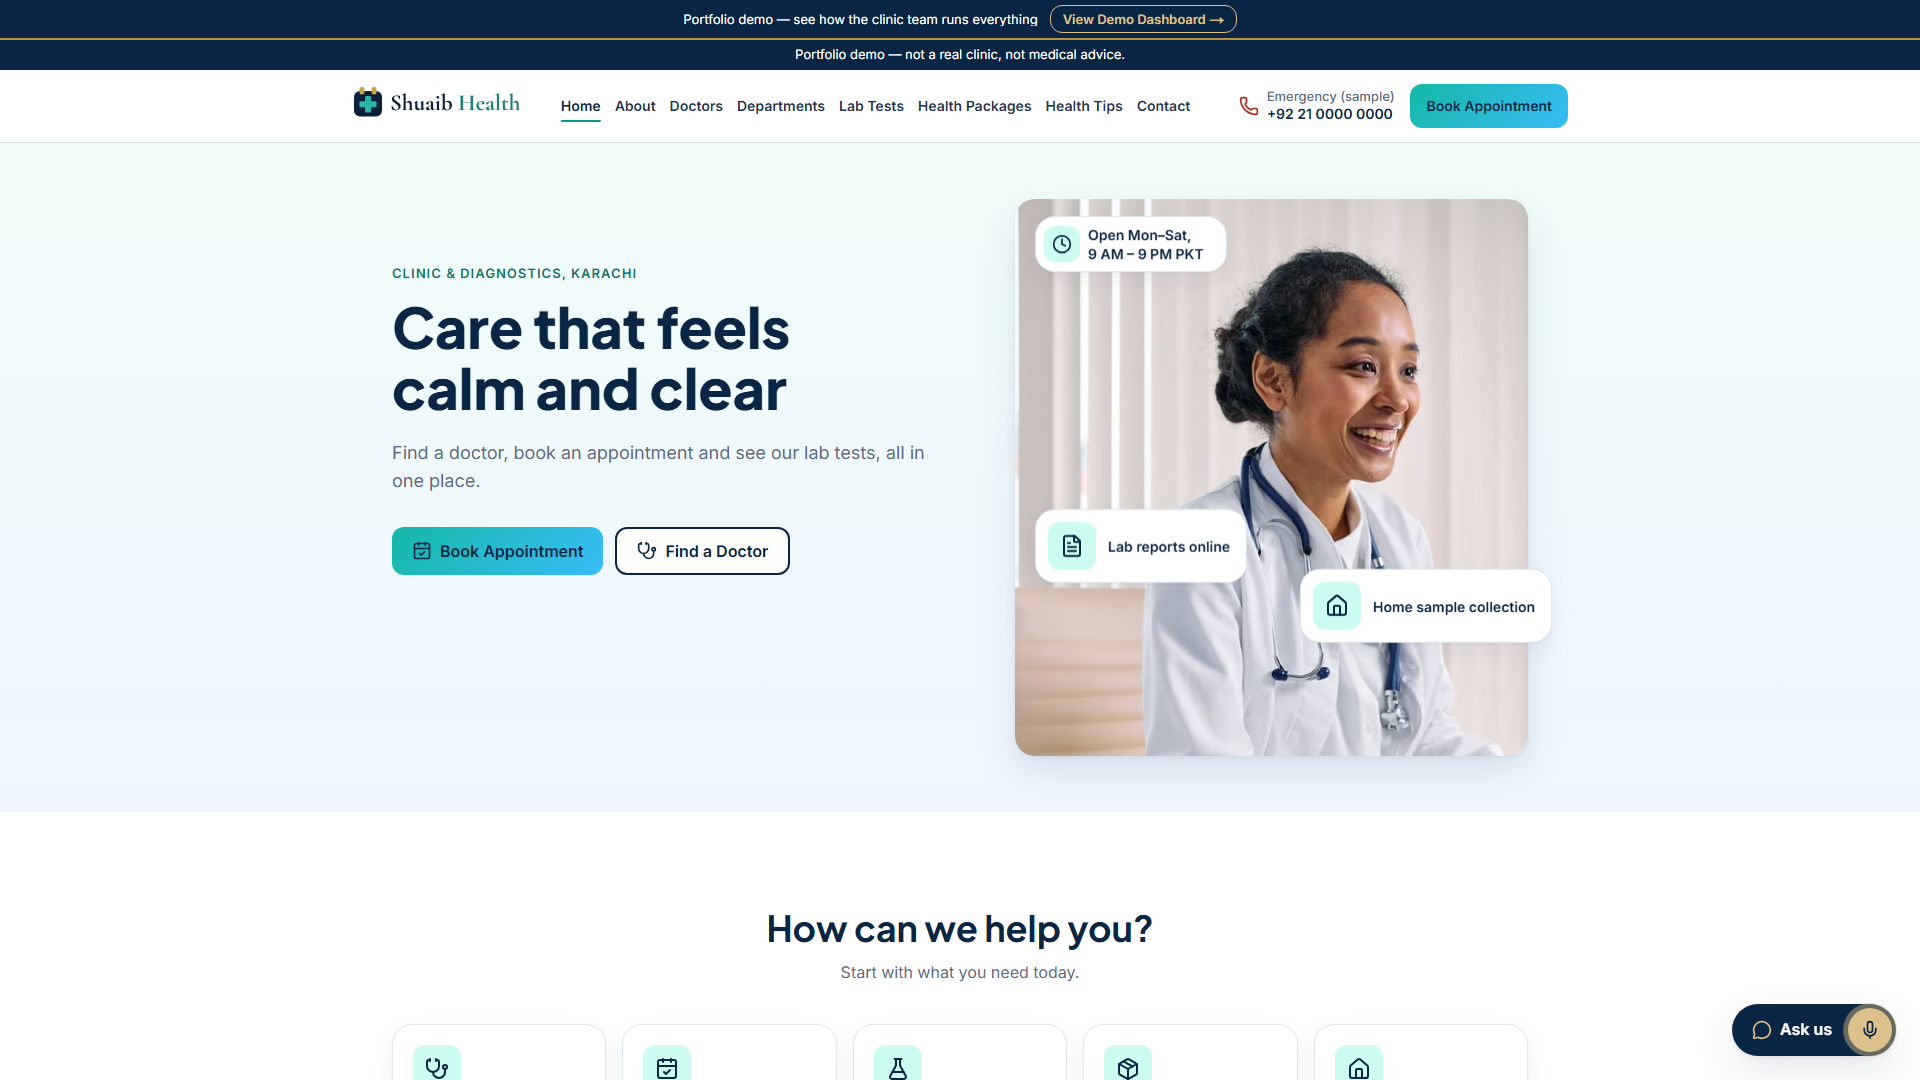 Portfolio demo — see how the clinic team runs everything
View Demo Dashboard →
Portfolio demo — not a real clinic, not medical advice.
Shuaib Health
Home
About
Doctors
Departments
Lab Tests
Health Packages
Health Tips
Contact
Emergency (sample)
+92 21 0000 0000
Book Appointment
CLINIC & DIAGNOSTICS, KARACHI
Care that feels
calm and clear
Find a doctor, book an appointment and see our lab tests, all in
one place.
Book Appointment
Find a Doctor
Open Mon–Sat,
9 AM – 9 PM PKT
Lab reports online
Home sample collection
How can we help you?
Start with what you need today.
Ask us